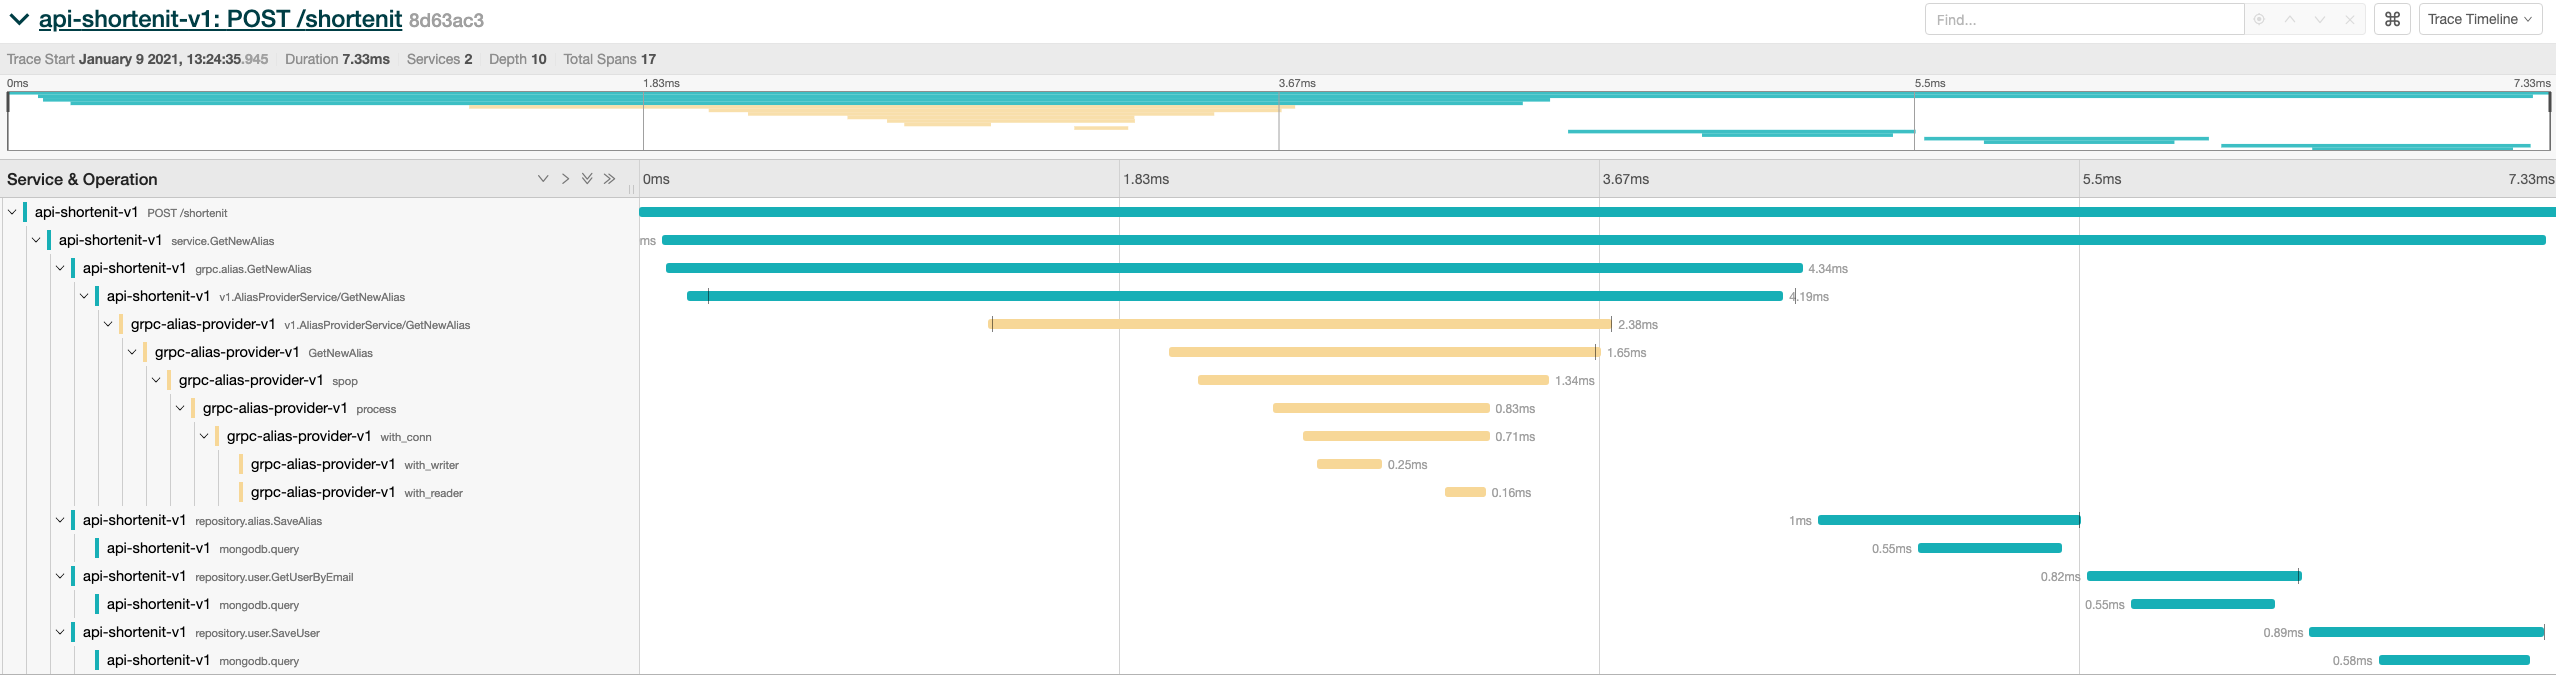 api-shortenit-v1: POST /shortenit 8d63ac3 Find... ⌘ Trace Timeline
Trace Start January 9 2021, 13:24:35.945 Duration 7.33ms Services 2 Depth 10 Total Spans 17
0ms 1.83ms 3.67ms 5.5ms 7.33ms
Service & Operation 0ms 1.83ms 3.67ms 5.5ms 7.33ms
api-shortenit-v1 POST /shortenit
api-shortenit-v1 service.GetNewAlias ms
api-shortenit-v1 grpc.alias.GetNewAlias 4.34ms
api-shortenit-v1 v1.AliasProviderService/GetNewAlias 4.19ms
grpc-alias-provider-v1 v1.AliasProviderService/GetNewAlias 2.38ms
grpc-alias-provider-v1 GetNewAlias 1.65ms
grpc-alias-provider-v1 spop 1.34ms
grpc-alias-provider-v1 process 0.83ms
grpc-alias-provider-v1 with_conn 0.71ms
grpc-alias-provider-v1 with_writer 0.25ms
grpc-alias-provider-v1 with_reader 0.16ms
api-shortenit-v1 repository.alias.SaveAlias 1ms
api-shortenit-v1 mongodb.query 0.55ms
api-shortenit-v1 repository.user.GetUserByEmail 0.82ms
api-shortenit-v1 mongodb.query 0.55ms
api-shortenit-v1 repository.user.SaveUser 0.89ms
api-shortenit-v1 mongodb.query 0.58ms